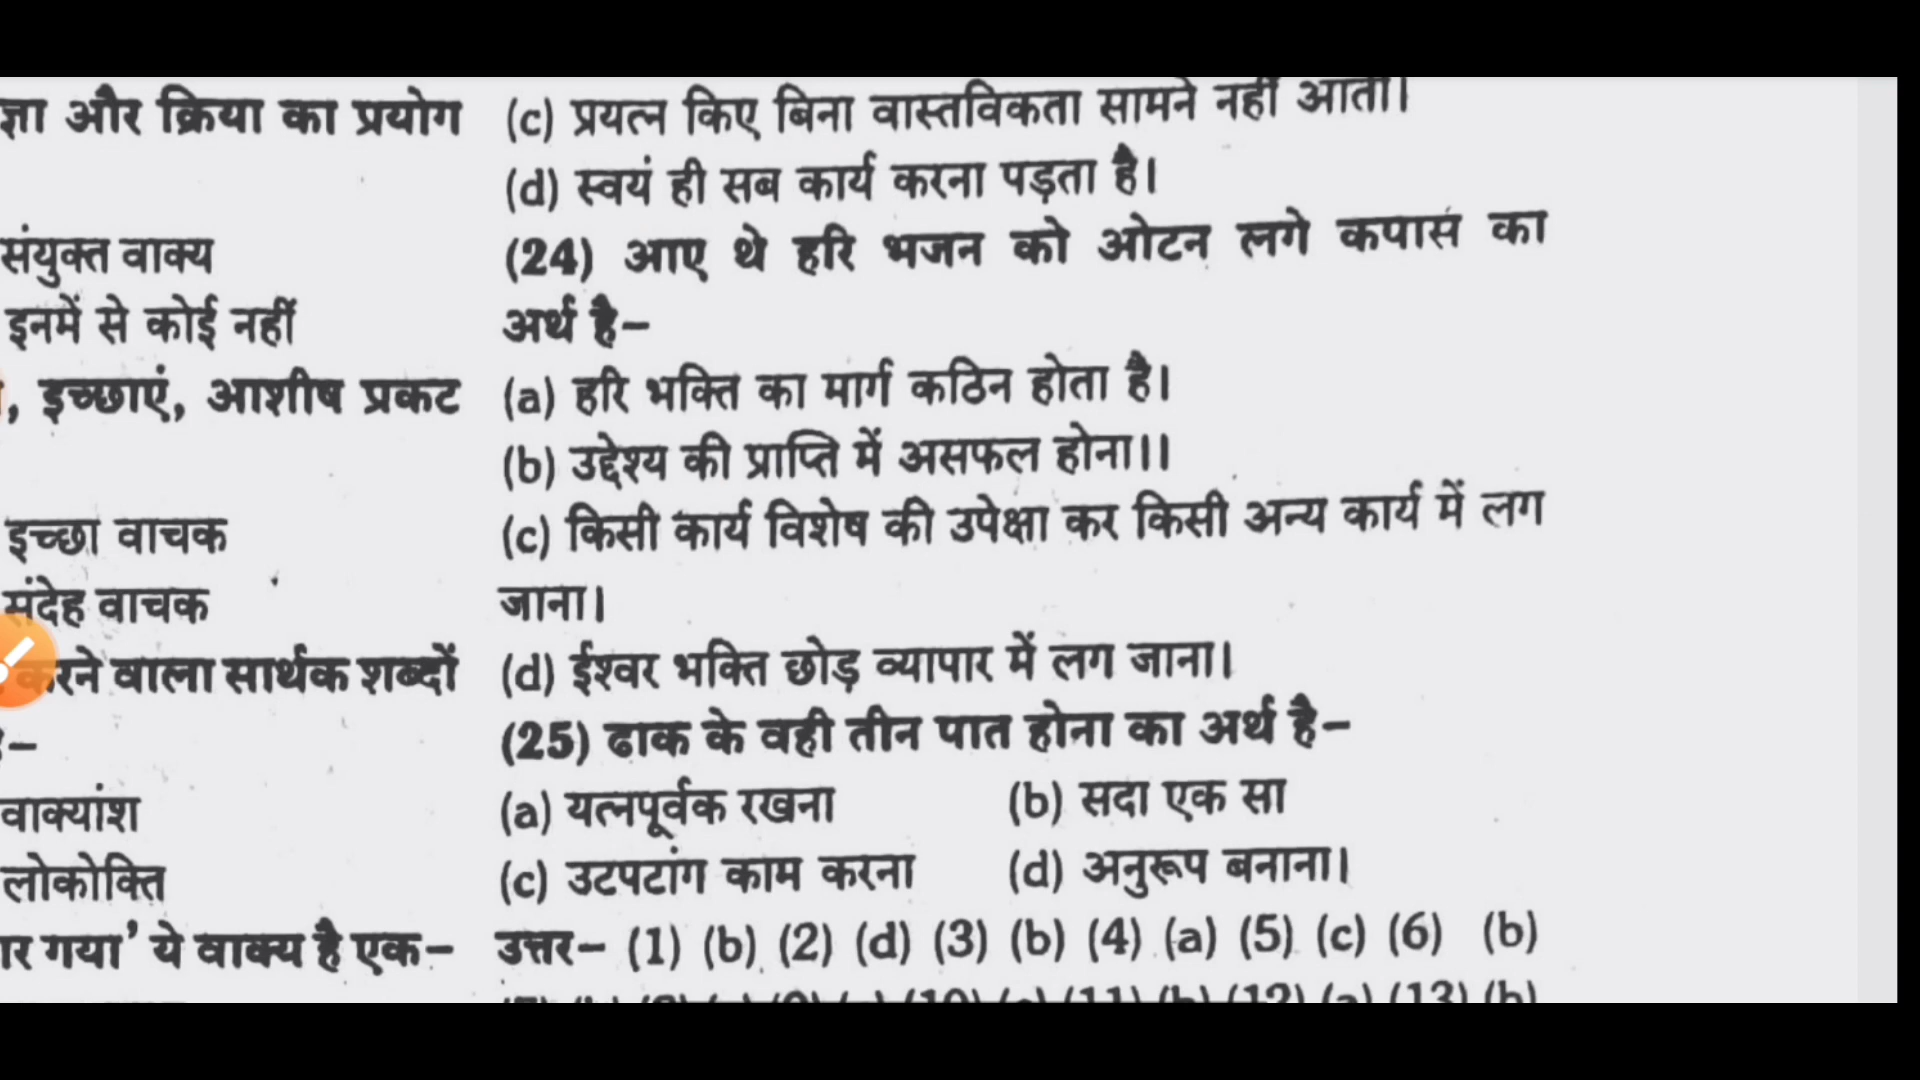 ज्ञा और क्रिया का प्रयोग
संयुक्त वाक्य
इनमें से कोई नहीं
, इच्छाएं, आशीष प्रकट
इच्छा वाचक
संदेह वाचक
करने वाला सार्थक शब्दों
वाक्यांश
लोकोक्ति
ार गया’ ये वाक्य है एक–
(c) प्रयत्न किए बिना वास्तविकता सामने नहीं आती।
(d) स्वयं ही सब कार्य करना पड़ता है।
(24) आए थे हरि भजन को ओटन लगे कपास का
अर्थ है–
(a) हरि भक्ति का मार्ग कठिन होता है।
(b) उद्देश्य की प्राप्ति में असफल होना।।
(c) किसी कार्य विशेष की उपेक्षा कर किसी अन्य कार्य में लग
जाना।
(d) ईश्वर भक्ति छोड़ व्यापार में लग जाना।
(25) ढाक के वही तीन पात होना का अर्थ है–
(a) यत्नपूर्वक रखना (b) सदा एक सा
(c) उटपटांग काम करना (d) अनुरूप बनाना।
उत्तर– (1) (b) (2) (d) (3) (b) (4) (a) (5) (c) (6) (b)